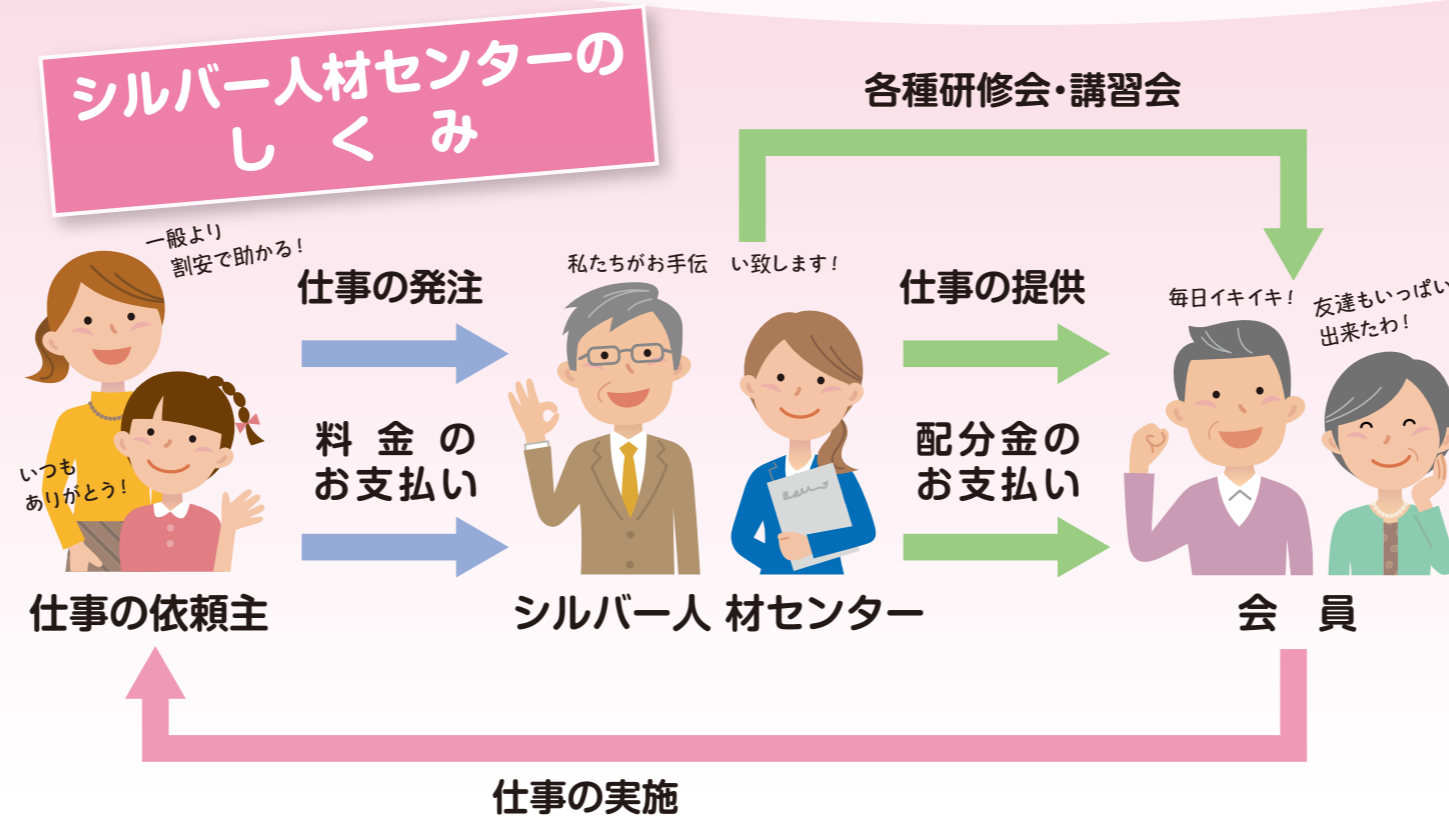 シルバー人材センターの
しくみ
各種研修会・講習会
一般より
割安で助かる!
仕事の発注
私たちがお手伝い致します!
仕事の提供
毎日イキイキ!
友達もいっぱい
出来たわ!
料金の
お支払い
配分金の
お支払い
いつも
ありがとう!
仕事の依頼主
シルバー人材センター
会員
仕事の実施